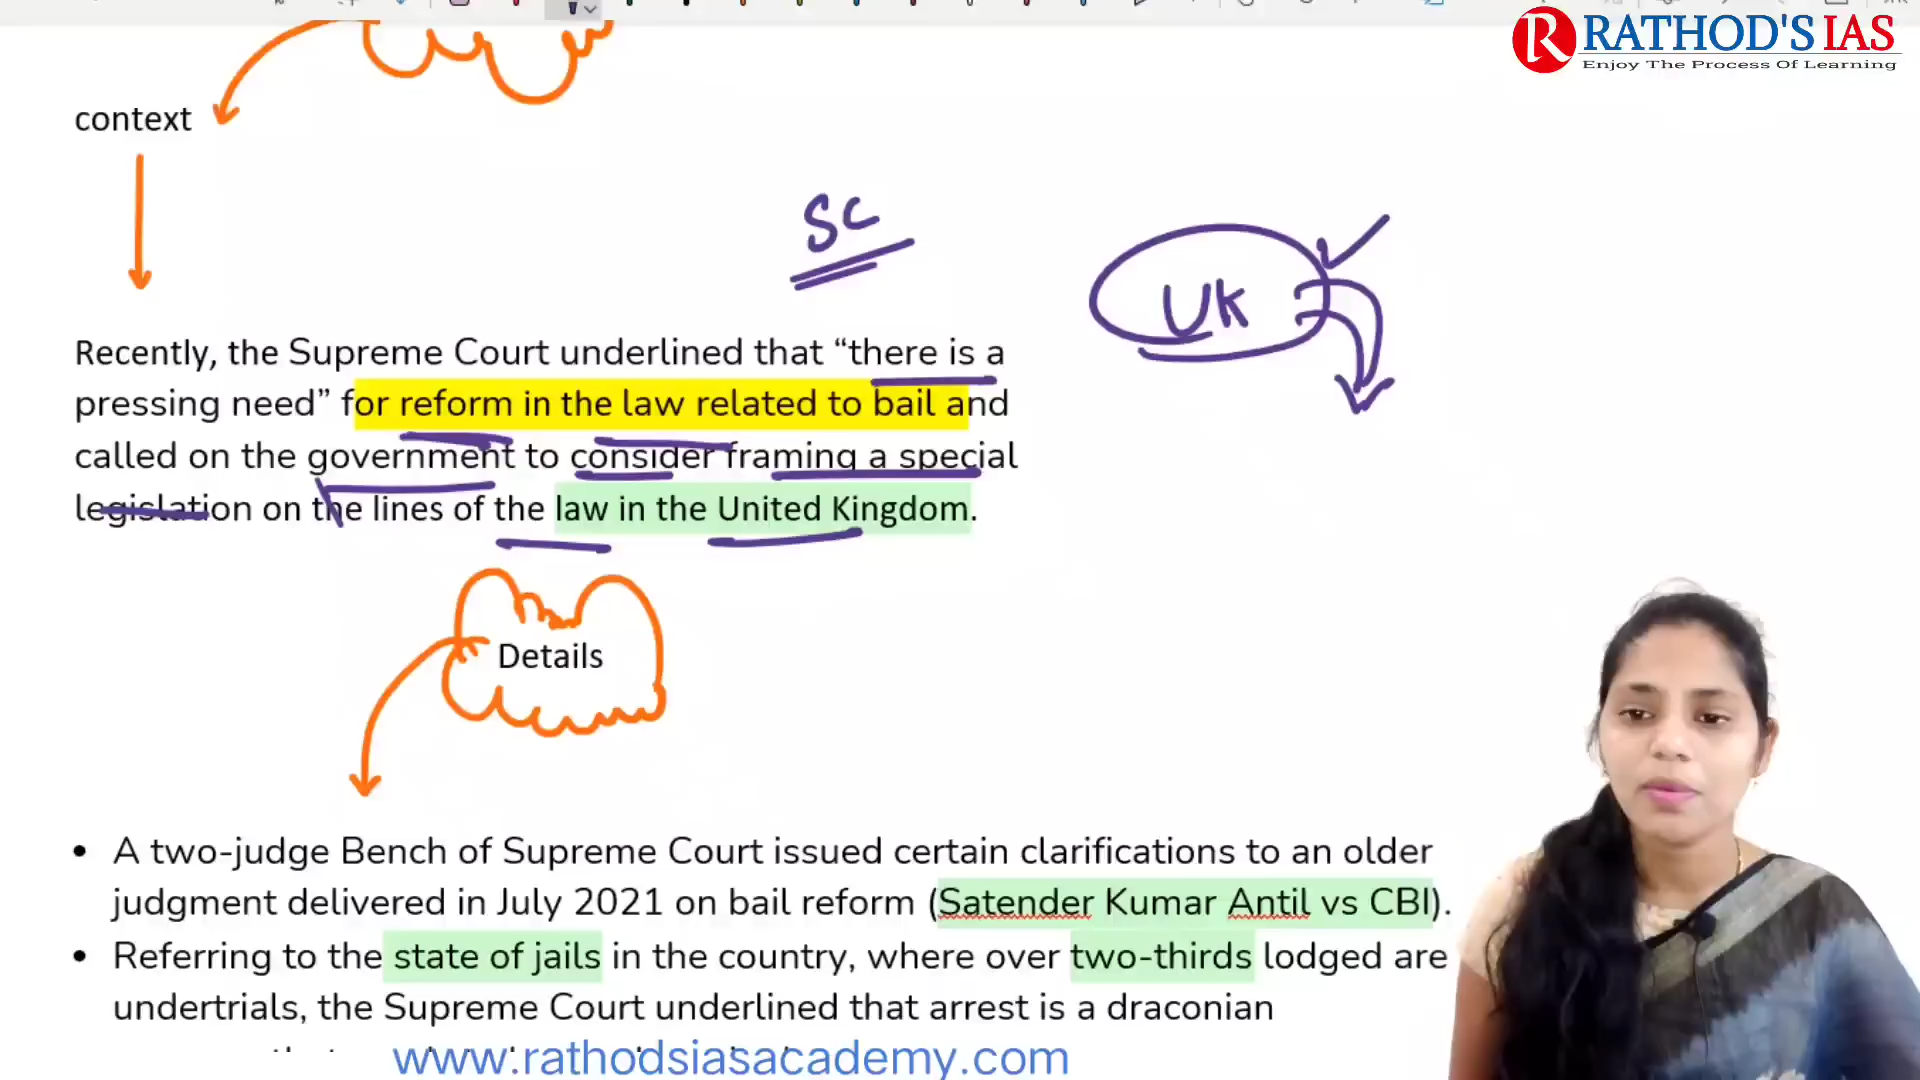 RATHOD'S IAS
Enjoy The Process Of Learning
context
SC
UK
Recently, the Supreme Court underlined that “there is a
pressing need” for reform in the law related to bail and
called on the government to consider framing a special
legislation on the lines of the law in the United Kingdom.
Details
• A two-judge Bench of Supreme Court issued certain clarifications to an older
judgment delivered in July 2021 on bail reform (Satender Kumar Antil vs CBI).
• Referring to the state of jails in the country, where over two-thirds lodged are
undertrials, the Supreme Court underlined that arrest is a draconian
www.rathodsiasacademy.com